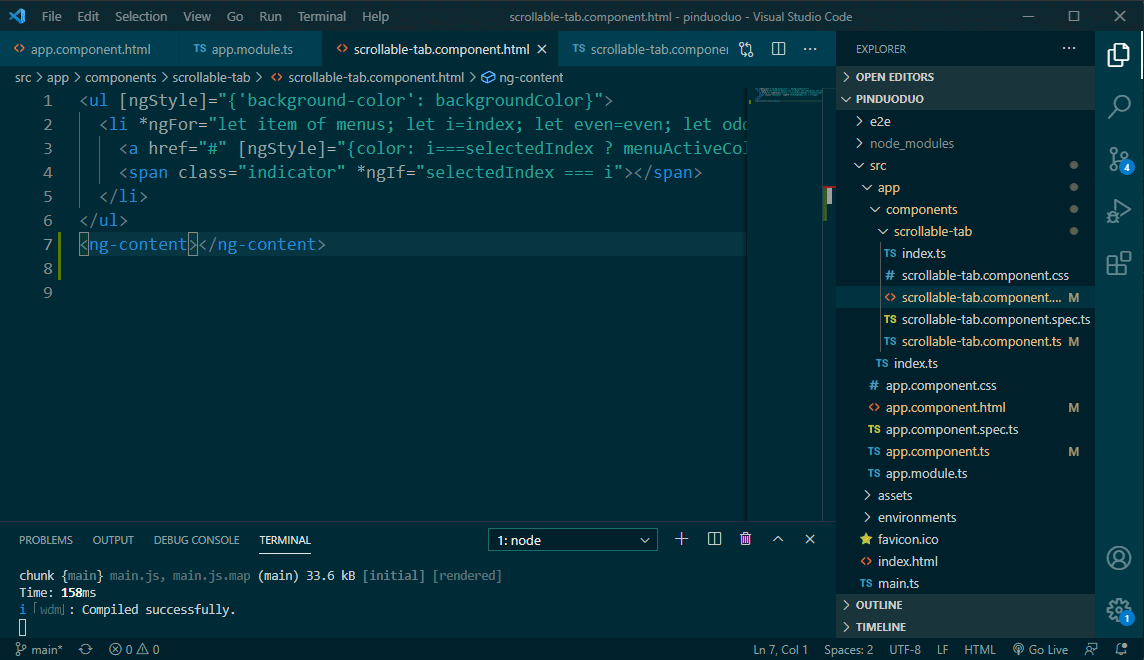 File Edit Selection View Go Run Terminal Help scrollable-tab.component.html - pinduoduo - Visual Studio Code
<> app.component.html TS app.module.ts <> scrollable-tab.component.html TS scrollable-tab.componen
src > app > components > scrollable-tab > <> scrollable-tab.component.html > ng-content
1 <ul [ngStyle]="{'background-color': backgroundColor}">
2 <li *ngFor="let item of menus; let i=index; let even=even; let odd
3 <a href="#" [ngStyle]="{color: i===selectedIndex ? menuActiveCol
4 <span class="indicator" *ngIf="selectedIndex === i"></span>
5 </li>
6 </ul>
7 <ng-content></ng-content>
8
9
PROBLEMS OUTPUT DEBUG CONSOLE TERMINAL 1: node
chunk {main} main.js, main.js.map (main) 33.6 kB [initial] [rendered]
Time: 158ms
i ｢wdm｣: Compiled successfully.
EXPLORER
OPEN EDITORS
PINDUODUO
e2e
node_modules
src
app
components
scrollable-tab
TS index.ts
# scrollable-tab.component.css
<> scrollable-tab.component.... M
TS scrollable-tab.component.spec.ts
TS scrollable-tab.component.ts M
TS index.ts
# app.component.css
<> app.component.html M
TS app.component.spec.ts
TS app.component.ts M
TS app.module.ts
assets
environments
favicon.ico
<> index.html
TS main.ts
OUTLINE
TIMELINE
4
1
main* 0 0 Ln 7, Col 1 Spaces: 2 UTF-8 LF HTML Go Live